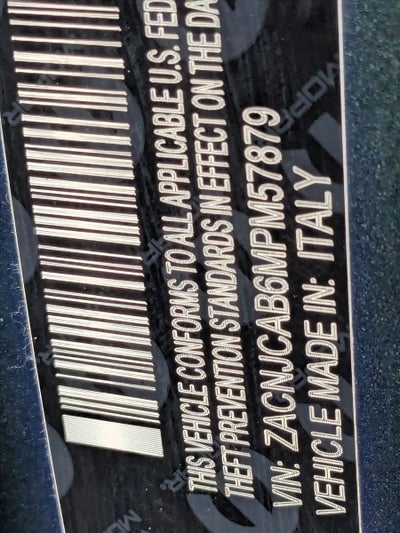 THIS VEHICLE CONFORMS TO ALL APPLICABLE U.S. FED
THEFT PREVENTION STANDARDS IN EFFECT ON THE DA
VIN: ZACNJCAB6MPM57879
VEHICLE MADE IN: ITALY
MOPAR